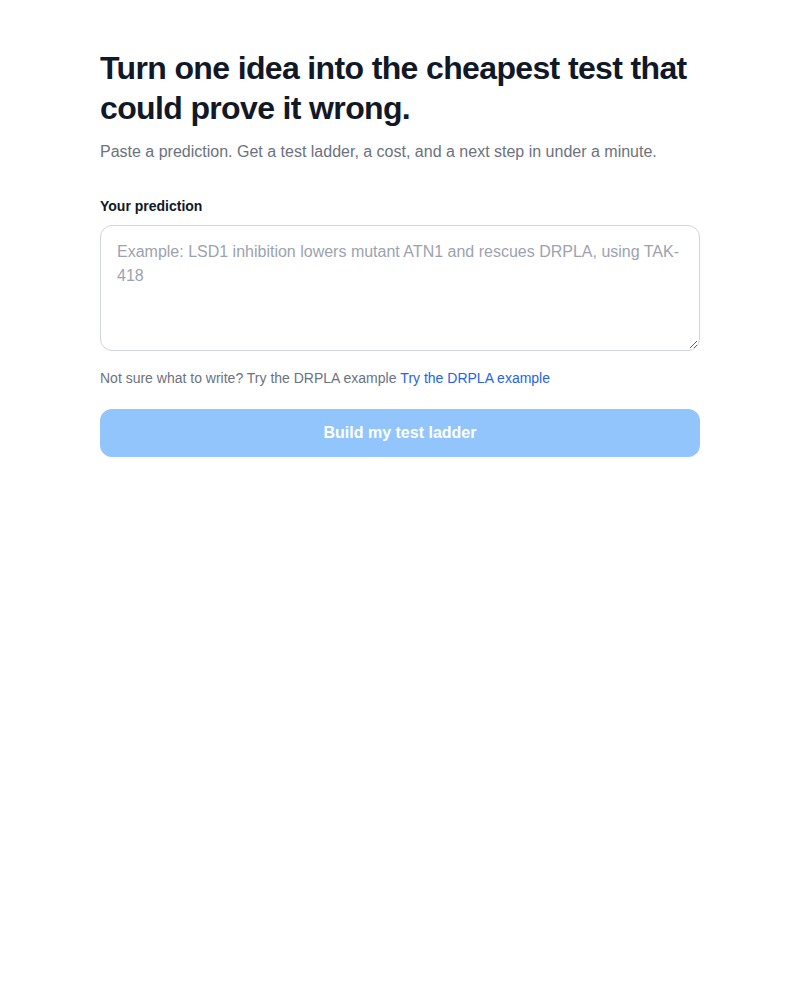 Turn one idea into the cheapest test that
could prove it wrong.
Paste a prediction. Get a test ladder, a cost, and a next step in under a minute.
Your prediction
Example: LSD1 inhibition lowers mutant ATN1 and rescues DRPLA, using TAK-
418
Not sure what to write? Try the DRPLA example Try the DRPLA example
Build my test ladder